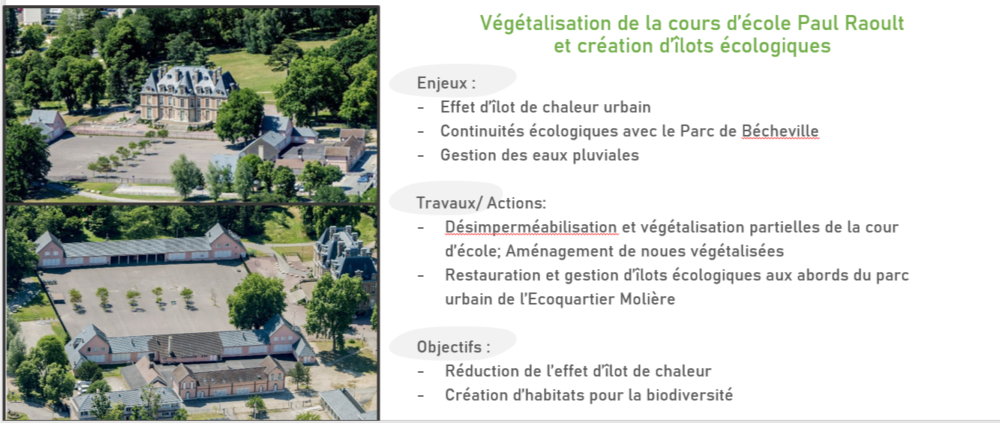 Végétalisation de la cours d'école Paul Raoult
et création d'îlots écologiques
Enjeux :
- Effet d'îlot de chaleur urbain
- Continuités écologiques avec le Parc de Bécheville
- Gestion des eaux pluviales
Travaux/ Actions:
- Désimperméabilisation et végétalisation partielles de la cour
d'école; Aménagement de noues végétalisées
- Restauration et gestion d'îlots écologiques aux abords du parc
urbain de l'Ecoquartier Molière
Objectifs :
- Réduction de l'effet d'îlot de chaleur
- Création d'habitats pour la biodiversité